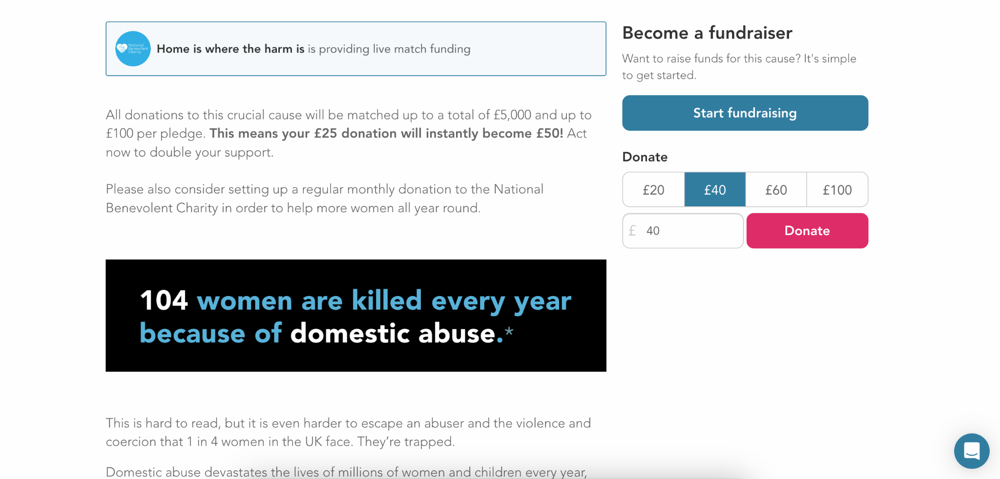 National
Benevolent
Charity
Home is where the harm is is providing live match funding
All donations to this crucial cause will be matched up to a total of £5,000 and up to
£100 per pledge. This means your £25 donation will instantly become £50! Act
now to double your support.
Please also consider setting up a regular monthly donation to the National
Benevolent Charity in order to help more women all year round.
104 women are killed every year
because of domestic abuse.*
This is hard to read, but it is even harder to escape an abuser and the violence and
coercion that 1 in 4 women in the UK face. They’re trapped.
Domestic abuse devastates the lives of millions of women and children every year,
Become a fundraiser
Want to raise funds for this cause? It's simple
to get started.
Start fundraising
Donate
£20 £40 £60 £100
£ 40 Donate